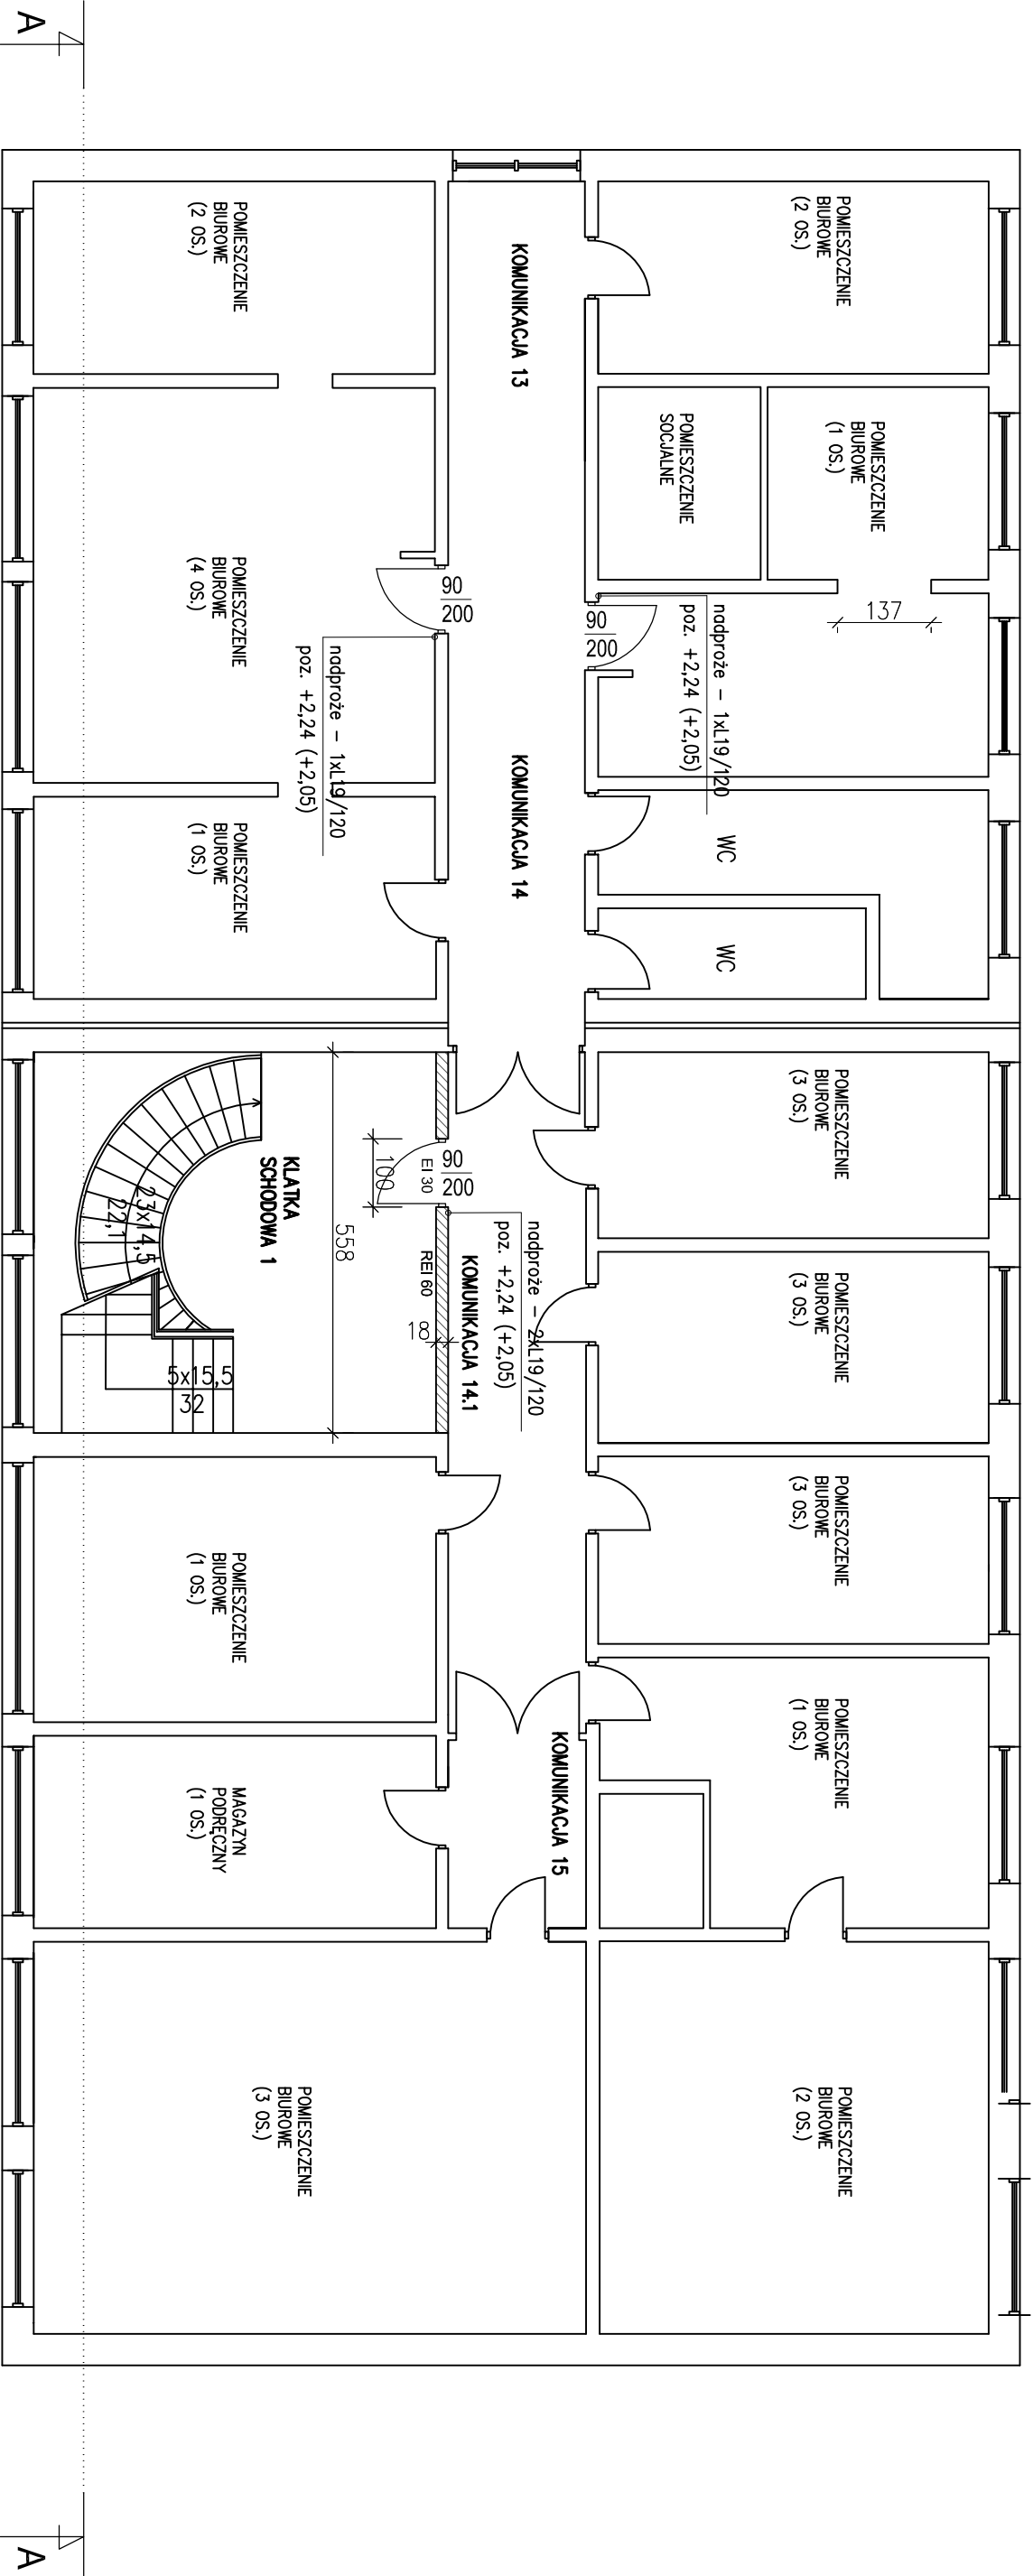 A
POMIESZCZENIE
BIUROWE
(2 OS.)
POMIESZCZENIE
BIUROWE
(1 OS.)
POMIESZCZENIE
SOCJALNE
137
nadproże – 1xL19/120
poz. +2,24 (+2,05)
90
200
WC
WC
POMIESZCZENIE
BIUROWE
(3 OS.)
POMIESZCZENIE
BIUROWE
(3 OS.)
POMIESZCZENIE
BIUROWE
(3 OS.)
POMIESZCZENIE
BIUROWE
(1 OS.)
POMIESZCZENIE
BIUROWE
(2 OS.)
KOMUNIKACJA 13
KOMUNIKACJA 14
nadproże – 2xL19/120
poz. +2,24 (+2,05)
KOMUNIKACJA 14.1
KOMUNIKACJA 15
90
200
90
200
EI 30
REI 60
18
100
558
nadproże – 1xL19/120
poz. +2,24 (+2,05)
POMIESZCZENIE
BIUROWE
(2 OS.)
POMIESZCZENIE
BIUROWE
(4 OS.)
POMIESZCZENIE
BIUROWE
(1 OS.)
KLATKA
SCHODOWA 1
23x14,5
22,1
5x15,5
32
POMIESZCZENIE
BIUROWE
(1 OS.)
MAGAZYN
PODRĘCZNY
(1 OS.)
POMIESZCZENIE
BIUROWE
(3 OS.)
A